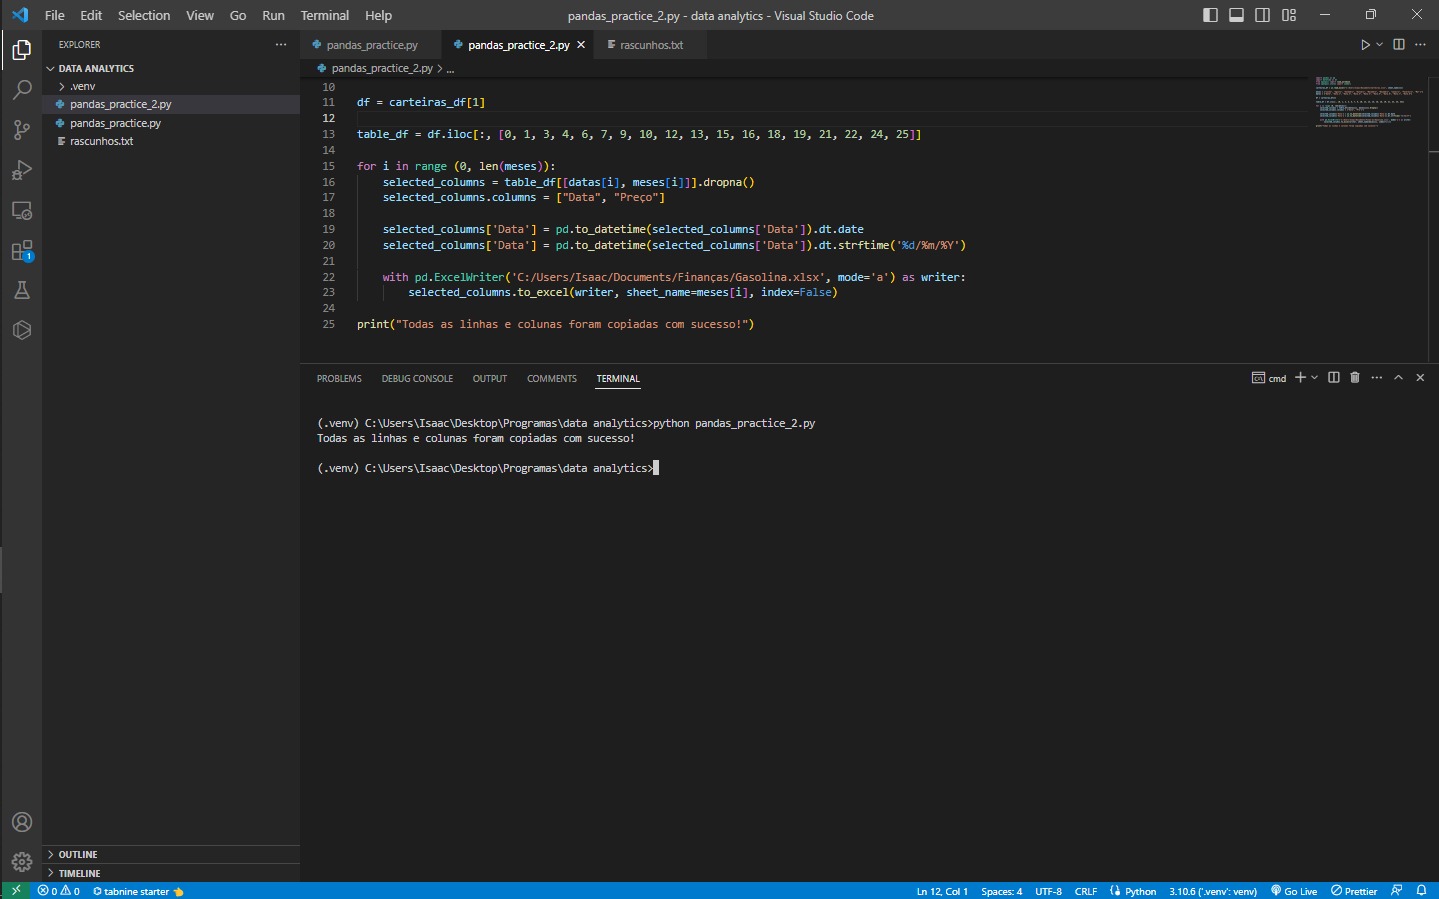 File Edit Selection View Go Run Terminal Help
pandas_practice_2.py - data analytics - Visual Studio Code
EXPLORER
DATA ANALYTICS
.venv
pandas_practice_2.py
pandas_practice.py
rascunhos.txt
1
OUTLINE
TIMELINE
pandas_practice.py pandas_practice_2.py rascunhos.txt
pandas_practice_2.py > ...
10
11 df = carteiras_df[1]
12
13 table_df = df.iloc[:, [0, 1, 3, 4, 6, 7, 9, 10, 12, 13, 15, 16, 18, 19, 21, 22, 24, 25]]
14
15 for i in range (0, len(meses)):
16 selected_columns = table_df[[datas[i], meses[i]]].dropna()
17 selected_columns.columns = ["Data", "Preço"]
18
19 selected_columns['Data'] = pd.to_datetime(selected_columns['Data']).dt.date
20 selected_columns['Data'] = pd.to_datetime(selected_columns['Data']).dt.strftime('%d/%m/%Y')
21
22 with pd.ExcelWriter('C:/Users/Isaac/Documents/Finanças/Gasolina.xlsx', mode='a') as writer:
23 selected_columns.to_excel(writer, sheet_name=meses[i], index=False)
24
25 print("Todas as linhas e colunas foram copiadas com sucesso!")
PROBLEMS DEBUG CONSOLE OUTPUT COMMENTS TERMINAL
cmd
(.venv) C:\Users\Isaac\Desktop\Programas\data analytics>python pandas_practice_2.py
Todas as linhas e colunas foram copiadas com sucesso!
(.venv) C:\Users\Isaac\Desktop\Programas\data analytics>
0 0 tabnine starter
Ln 12, Col 1 Spaces: 4 UTF-8 CRLF Python 3.10.6 ('.venv': venv) Go Live Prettier